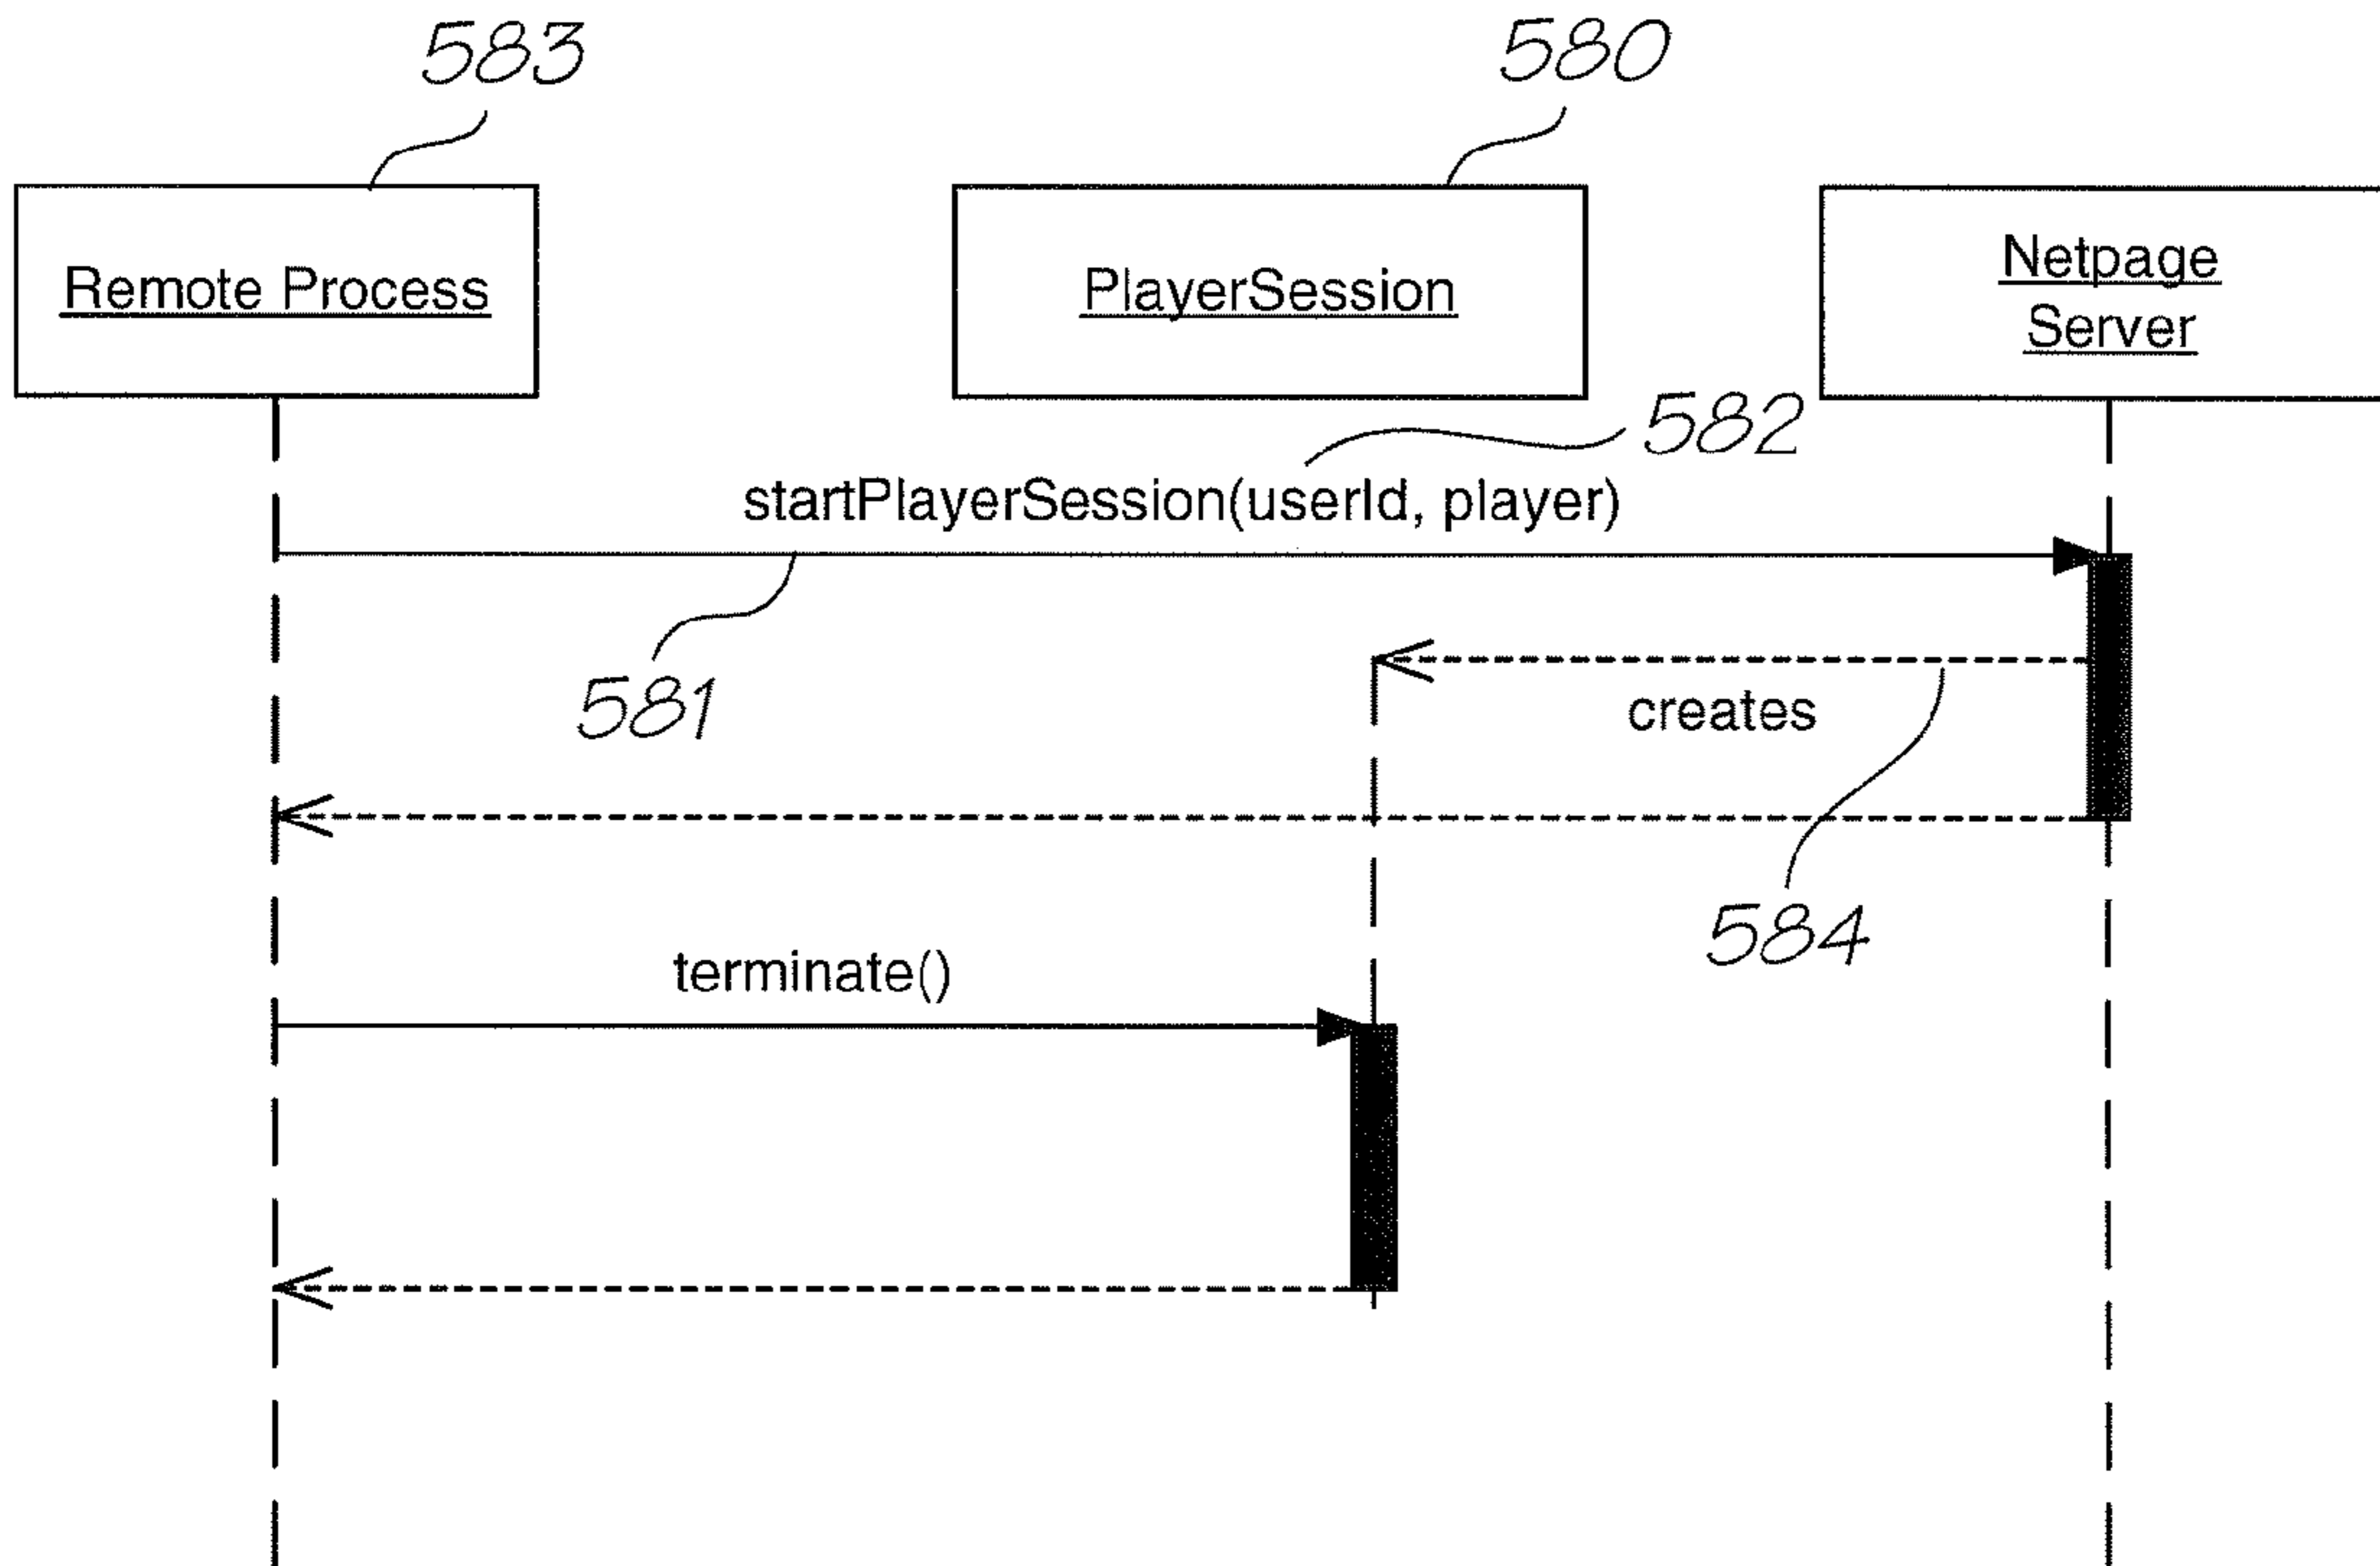 583
580
Remote Process
PlayerSession
Netpage
Server
582
startPlayerSession(userId, player)
581
creates
584
terminate()